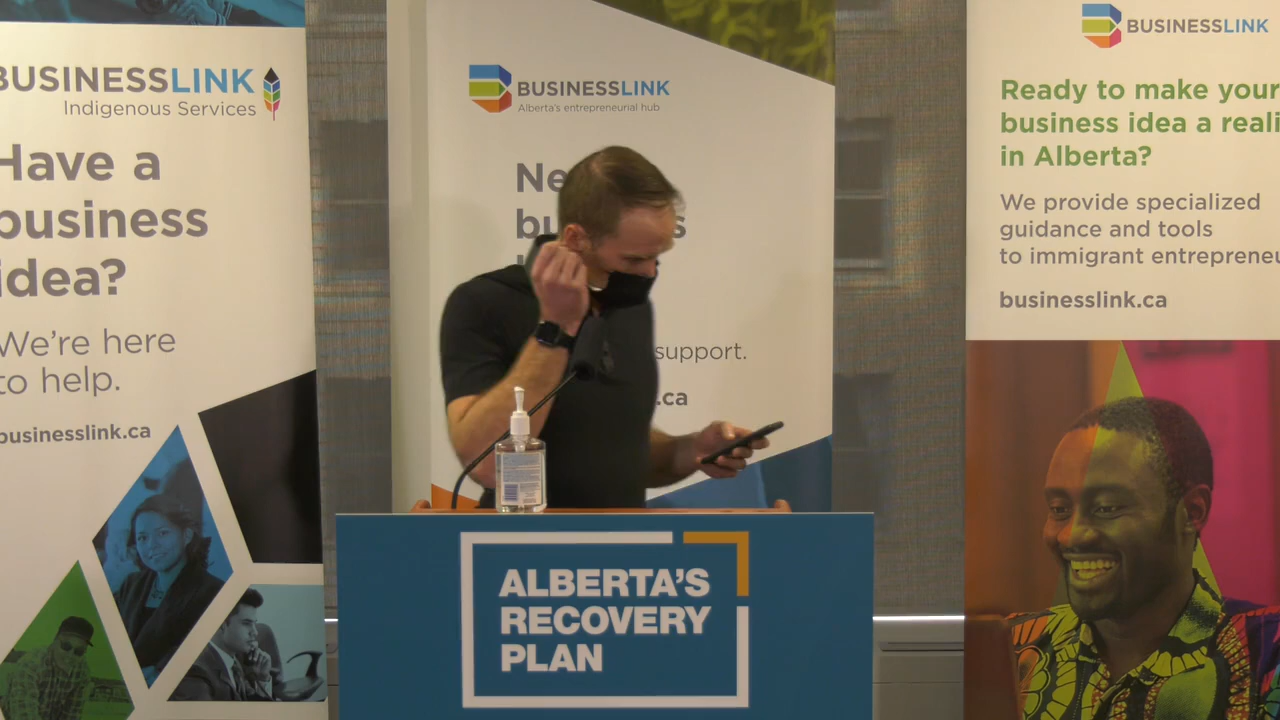 BUSINESSLINK
Indigenous Services
Have a
business
idea?
We're here
to help.
businesslink.ca
BUSINESSLINK
Alberta's entrepreneurial hub
support.
.ca
ALBERTA'S
RECOVERY
PLAN
BUSINESSLINK
Ready to make your
business idea a reali
in Alberta?
We provide specialized
guidance and tools
to immigrant entrepreneu
businesslink.ca